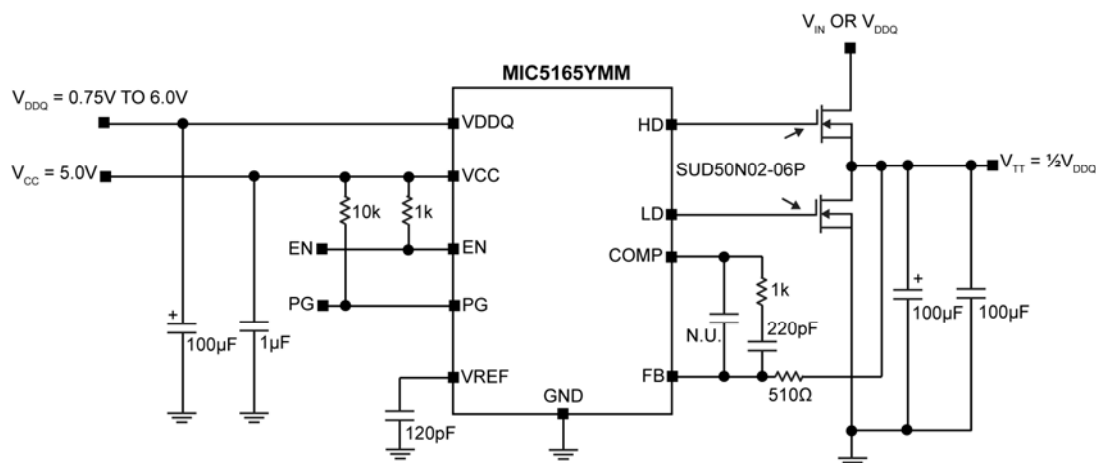 V_IN OR V_DDQ
MIC5165YMM
V_DDQ = 0.75V TO 6.0V
VDDQ
HD
V_CC = 5.0V
VCC
SUD50N02-06P
V_TT = ½V_DDQ
10k
1k
LD
EN
EN
COMP
PG
PG
1k
+
100µF
1µF
N.U.
220pF
+
100µF
100µF
VREF
GND
FB
510Ω
120pF